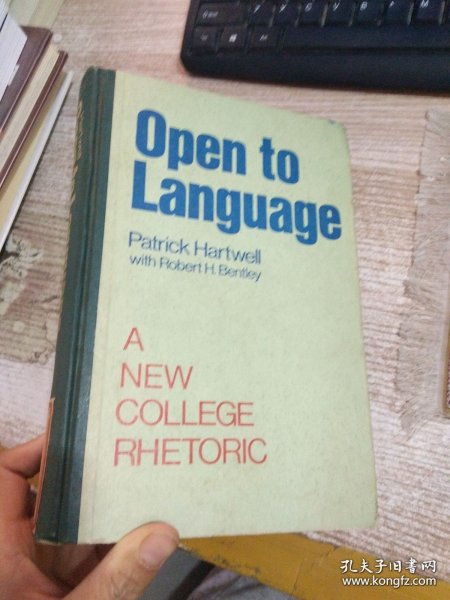 Open to
Language
Patrick Hartwell
with Robert H. Bentley
A
NEW
COLLEGE
RHETORIC
孔夫子旧书网
www.kongfz.com